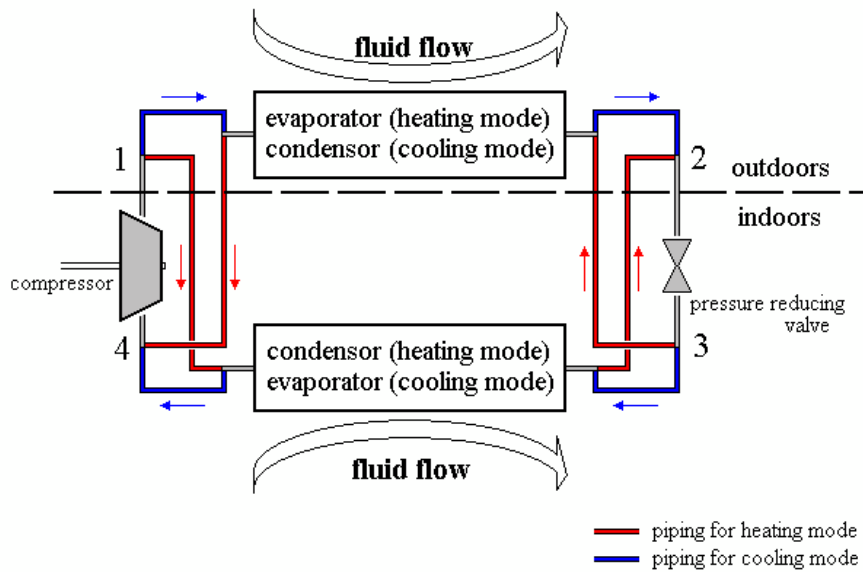 fluid flow
evaporator (heating mode)
condensor (cooling mode)
1
2
outdoors
indoors
compressor
pressure reducing
valve
4
3
condensor (heating mode)
evaporator (cooling mode)
fluid flow
piping for heating mode
piping for cooling mode